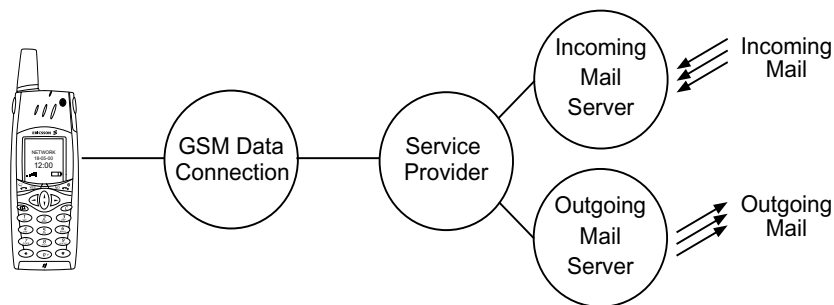 ERICSSON
NETWORK
18-05-00
12:00
GSM Data
Connection
Service
Provider
Incoming
Mail
Server
Incoming
Mail
Outgoing
Mail
Server
Outgoing
Mail